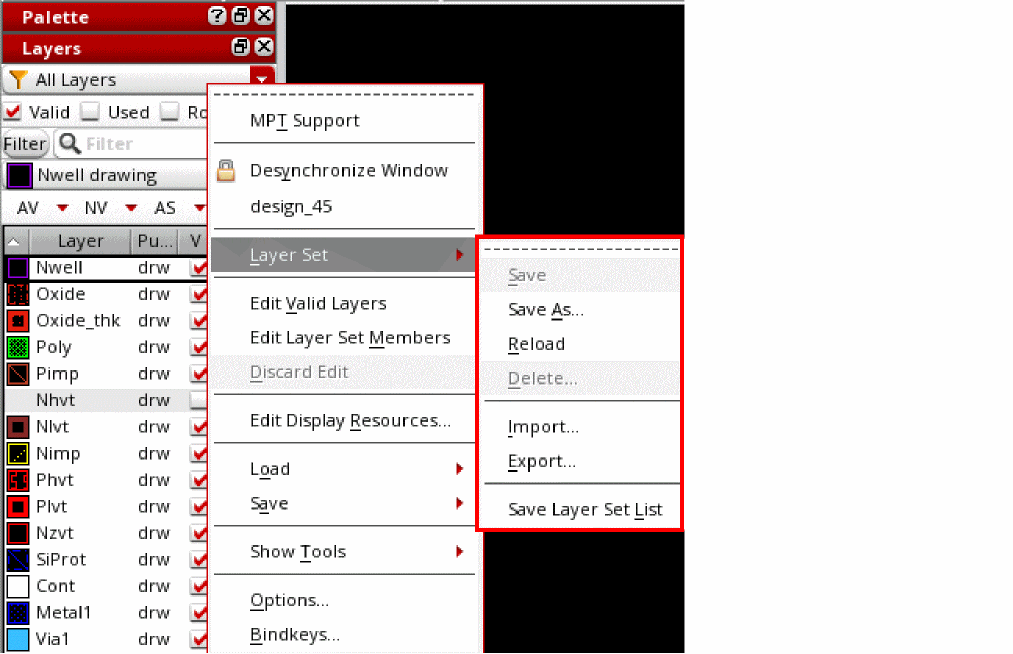 Palette
Layers
All Layers
Valid Used Ro
Filter Filter
Nwell drawing
AV NV AS
Layer Pu... V
Nwell drw
Oxide drw
Oxide_thk drw
Poly drw
Pimp drw
Nhvt drw
Nlvt drw
Nimp drw
Phvt drw
Plvt drw
Nzvt drw
SiProt drw
Cont drw
Metal1 drw
Via1 drw
MPT Support
Desynchronize Window
design_45
Layer Set
Edit Valid Layers
Edit Layer Set Members
Discard Edit
Edit Display Resources...
Load
Save
Show Tools
Options...
Bindkeys...
Save
Save As...
Reload
Delete...
Import...
Export...
Save Layer Set List